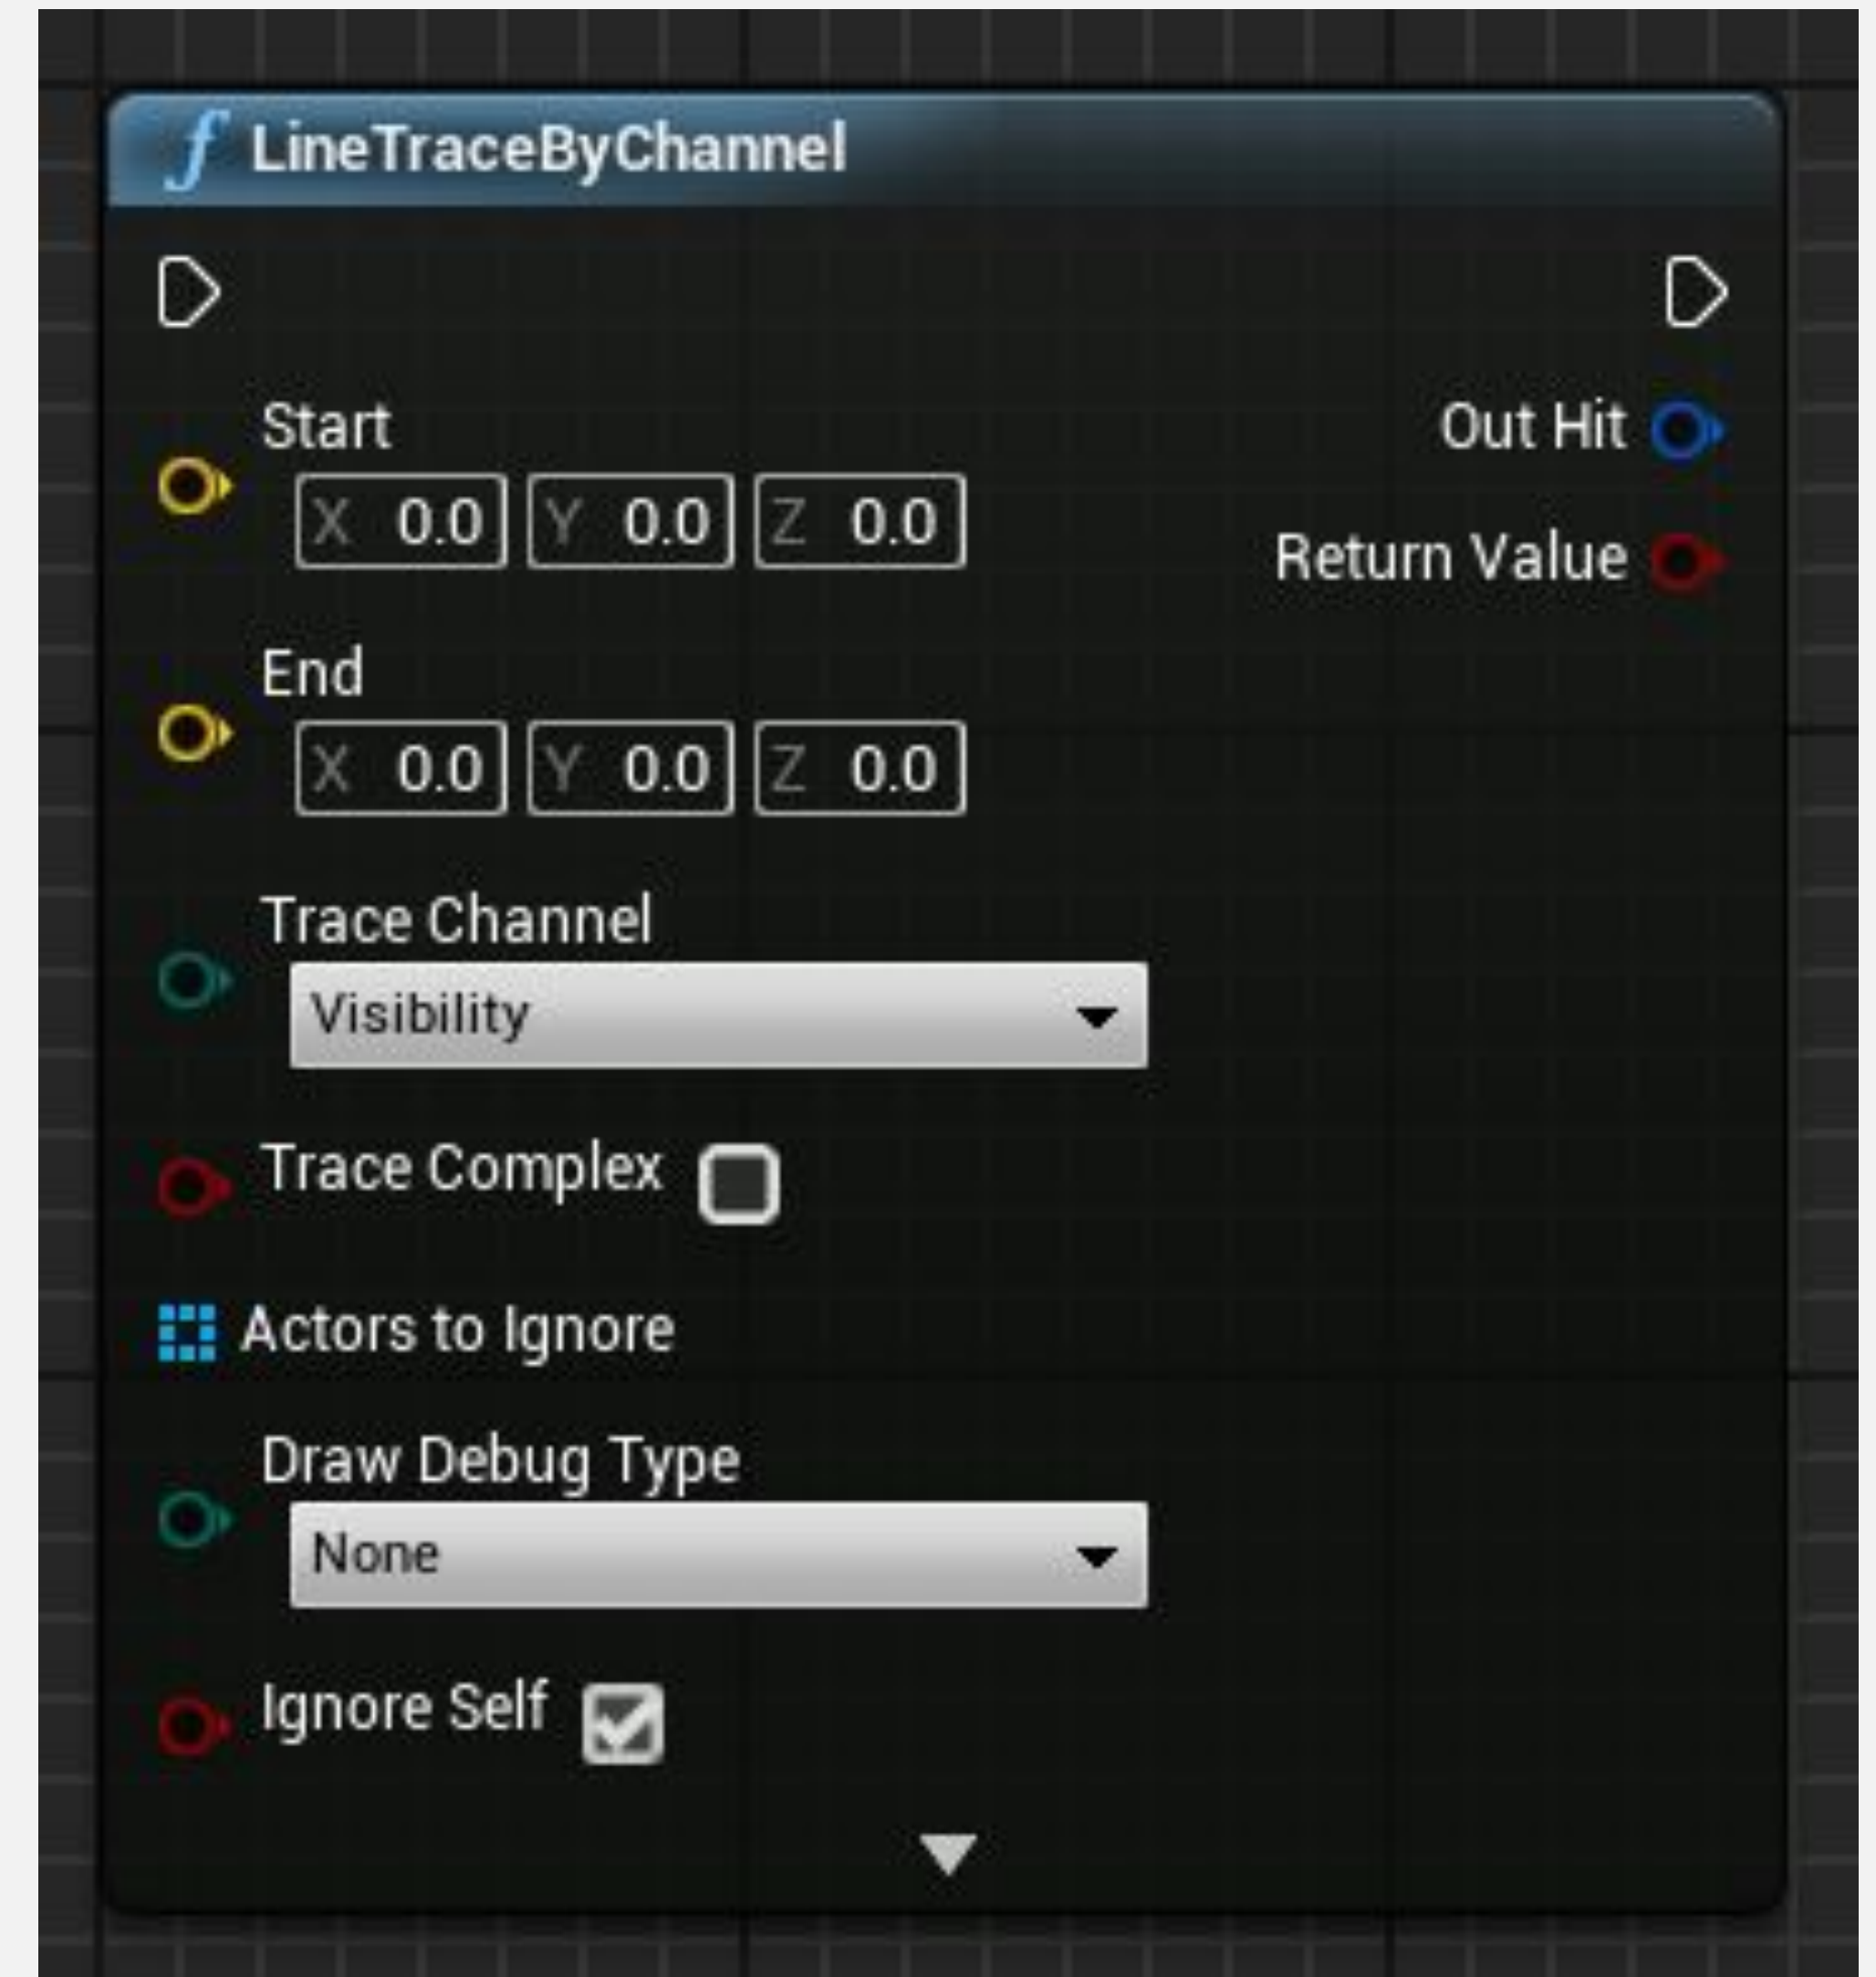 f LineTraceByChannel
Start
X 0.0 Y 0.0 Z 0.0
Out Hit
Return Value
End
X 0.0 Y 0.0 Z 0.0
Trace Channel
Visibility
Trace Complex
Actors to Ignore
Draw Debug Type
None
Ignore Self